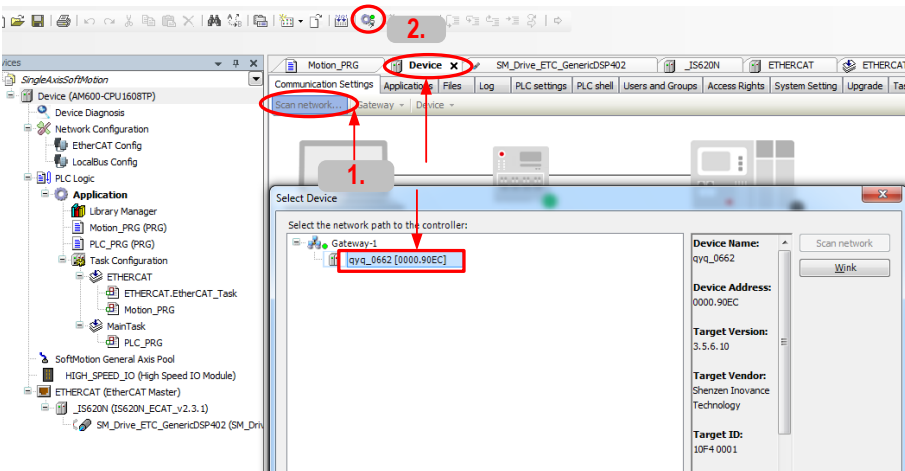 2.
vices
Motion_PRG
Device
SM_Drive_ETC_GenericDSP402
_IS620N
ETHERCAT
ETHERCAT
SingleAxisSoftMotion
Communication Settings
Applications
Files
Log
PLC settings
PLC shell
Users and Groups
Access Rights
System Setting
Upgrade
Tas
Device (AM600-CPU1608TP)
Scan network...
Gateway
Device
Device Diagnosis
Network Configuration
EtherCAT Config
LocalBus Config
PLC Logic
Application
Library Manager
Motion_PRG (PRG)
PLC_PRG (PRG)
Task Configuration
ETHERCAT
ETHERCAT.EtherCAT_Task
Motion_PRG
MainTask
PLC_PRG
SoftMotion General Axis Pool
HIGH_SPEED_IO (High Speed IO Module)
ETHERCAT (EtherCAT Master)
_IS620N (IS620N_ECAT_v2.3.1)
SM_Drive_ETC_GenericDSP402 (SM_Driv
1.
Select Device
Select the network path to the controller:
Gateway-1
qyq_0662 [0000.90EC]
Device Name:
qyq_0662
Device Address:
0000.90EC
Target Version:
3.5.6.10
Target Vendor:
Shenzen Inovance
Technology
Target ID:
10F4 0001
Scan network
Wink